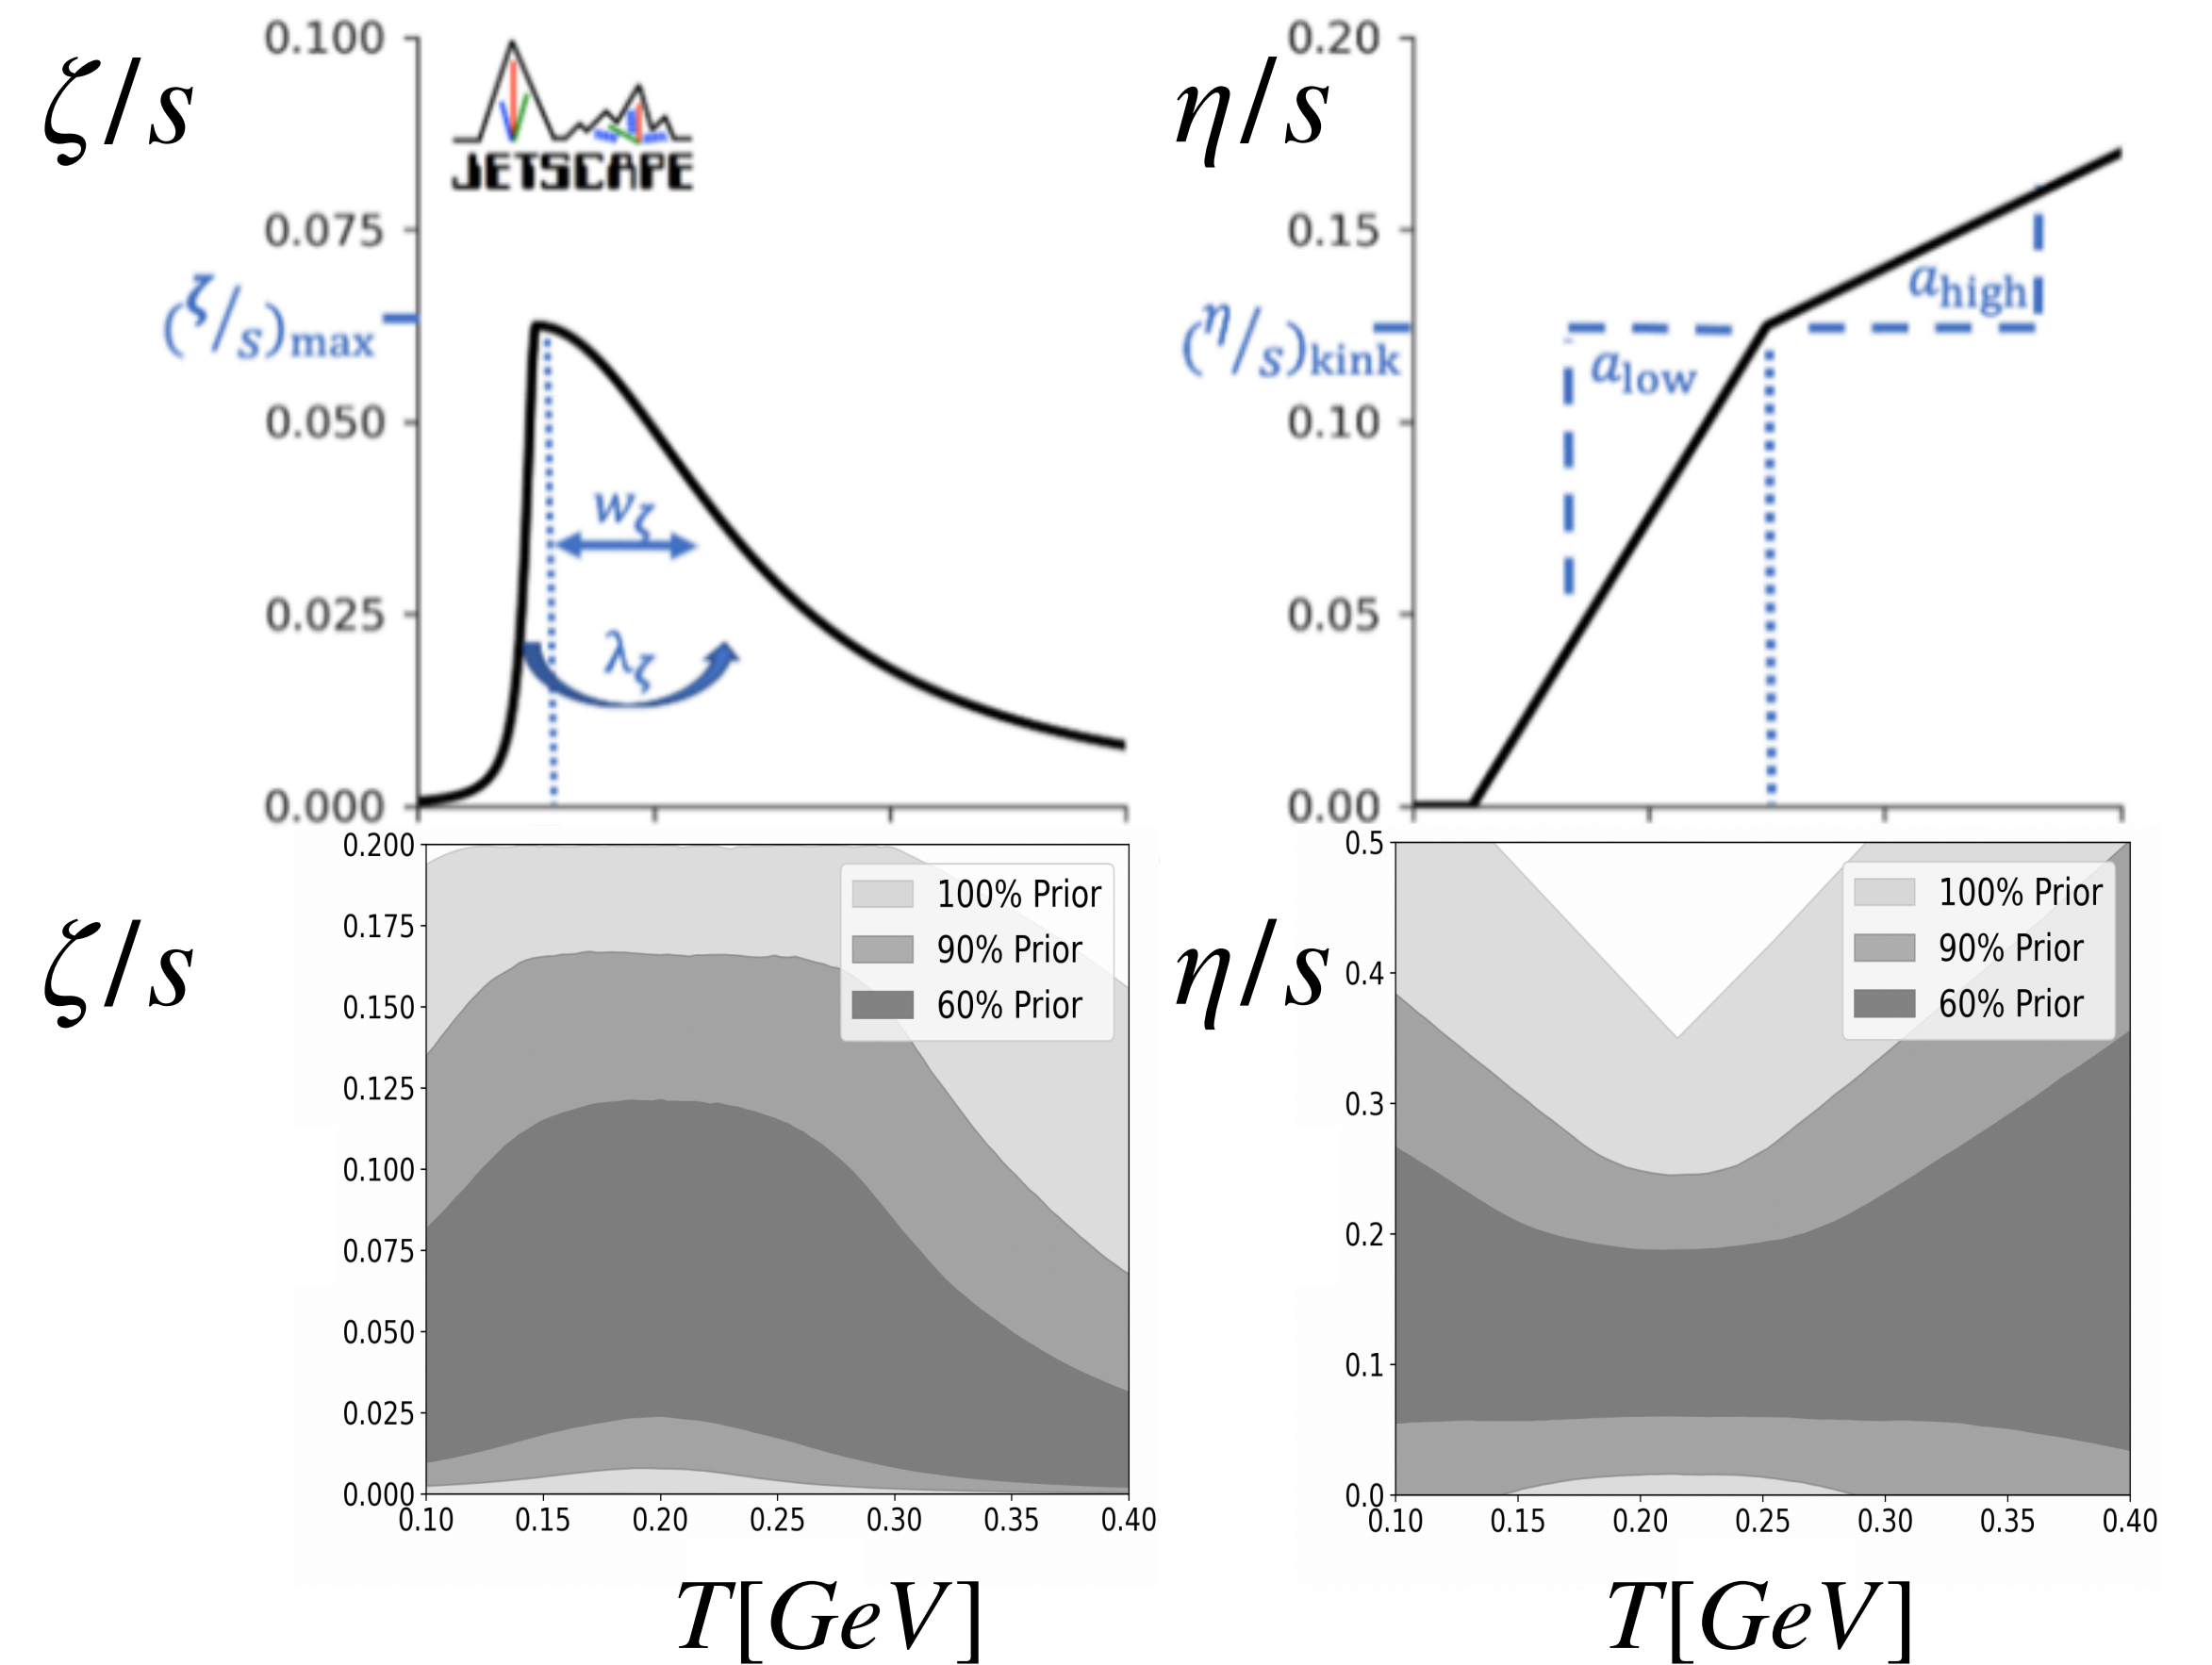 ζ/s
0.100
0.075
0.050
0.025
0.000
(ζ/s)max
JETSCAPE
wζ
λζ
η/s
0.20
0.15
0.10
0.05
0.00
(η/s)kink
alow
ahigh
ζ/s
0.200
0.175
0.150
0.125
0.100
0.075
0.050
0.025
0.000
100% Prior
90% Prior
60% Prior
0.10 0.15 0.20 0.25 0.30 0.35 0.40
T[GeV]
η/s
0.5
0.4
0.3
0.2
0.1
0.0
100% Prior
90% Prior
60% Prior
0.10 0.15 0.20 0.25 0.30 0.35 0.40
T[GeV]